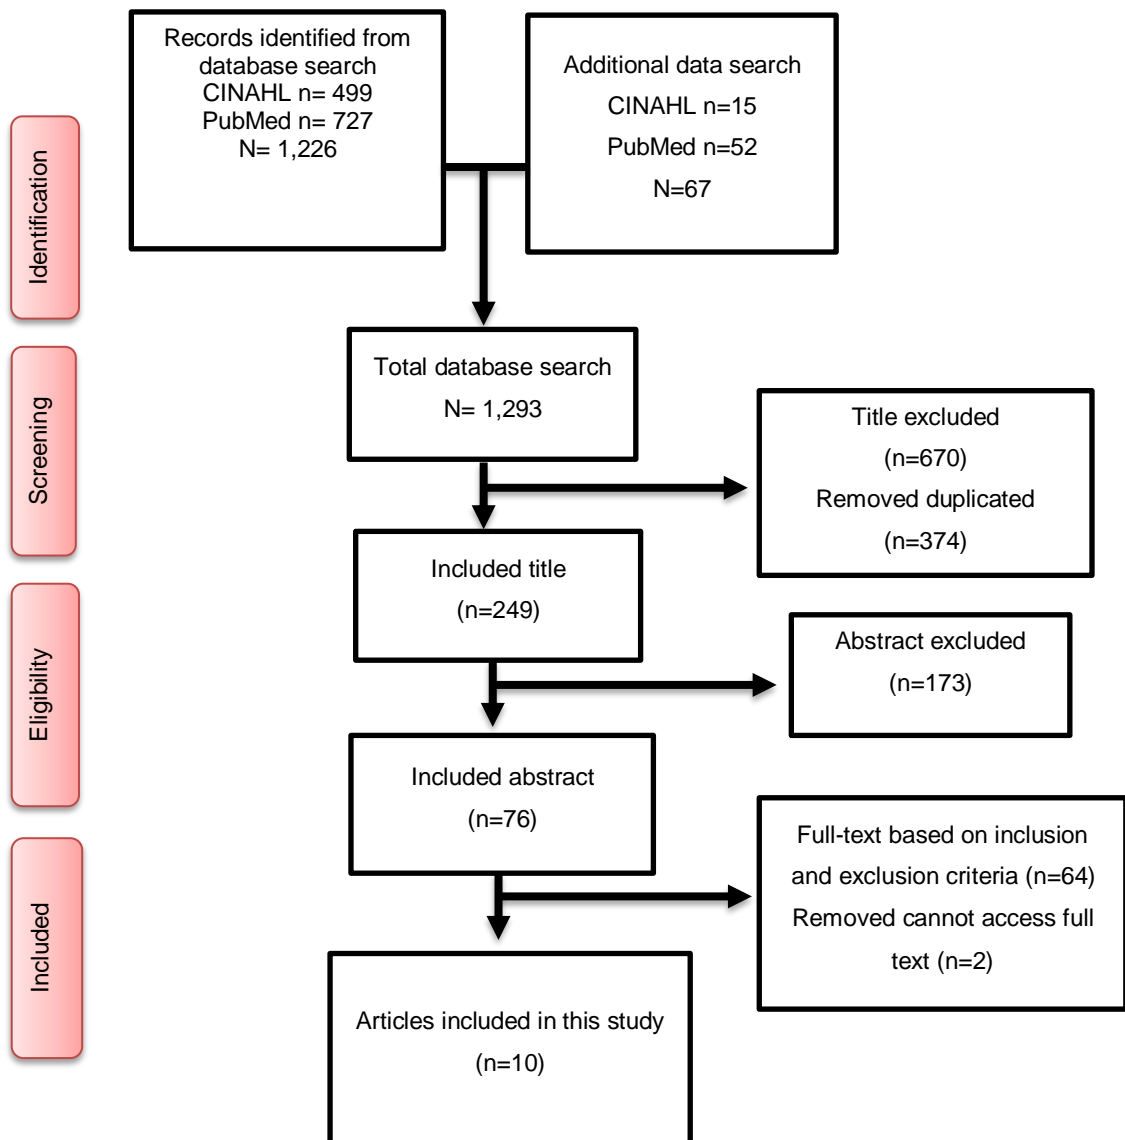 Records identified from
database search
CINAHL n= 499
PubMed n= 727
N= 1,226
Additional data search
CINAHL n=15
PubMed n=52
N=67
Identification
Total database search
N= 1,293
Screening
Title excluded
(n=670)
Removed duplicated
(n=374)
Included title
(n=249)
Eligibility
Abstract excluded
(n=173)
Included abstract
(n=76)
Full-text based on inclusion
and exclusion criteria (n=64)
Removed cannot access full
text (n=2)
Included
Articles included in this study
(n=10)